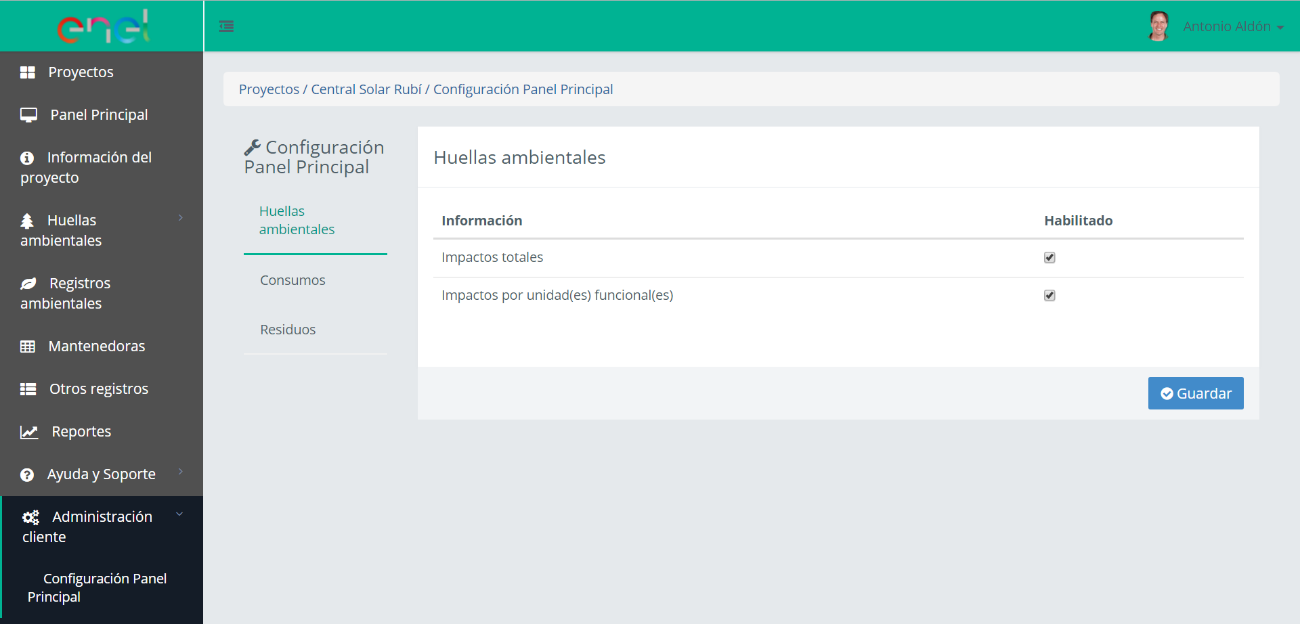 enel
Antonio Aldón
Proyectos
Panel Principal
Información del
proyecto
Huellas
ambientales
Registros
ambientales
Mantenedoras
Otros registros
Reportes
Ayuda y Soporte
Administración
cliente
Configuración Panel
Principal
Proyectos / Central Solar Rubí / Configuración Panel Principal
Configuración
Panel Principal
Huellas
ambientales
Consumos
Residuos
Huellas ambientales
Información Habilitado
Impactos totales
Impactos por unidad(es) funcional(es)
Guardar